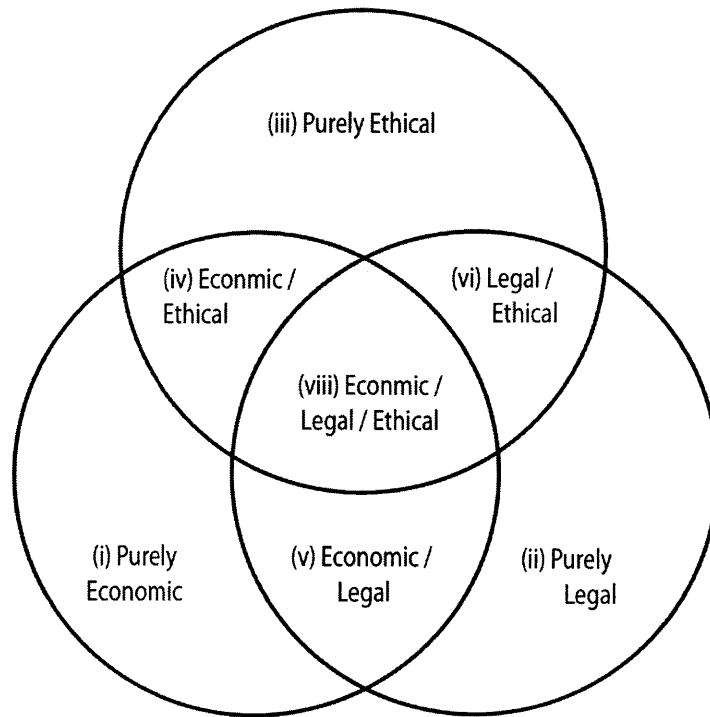 (iii) Purely Ethical
(iv) Econmic /
Ethical
(vi) Legal /
Ethical
(viii) Econmic /
Legal / Ethical
(i) Purely
Economic
(v) Economic /
Legal
(ii) Purely
Legal